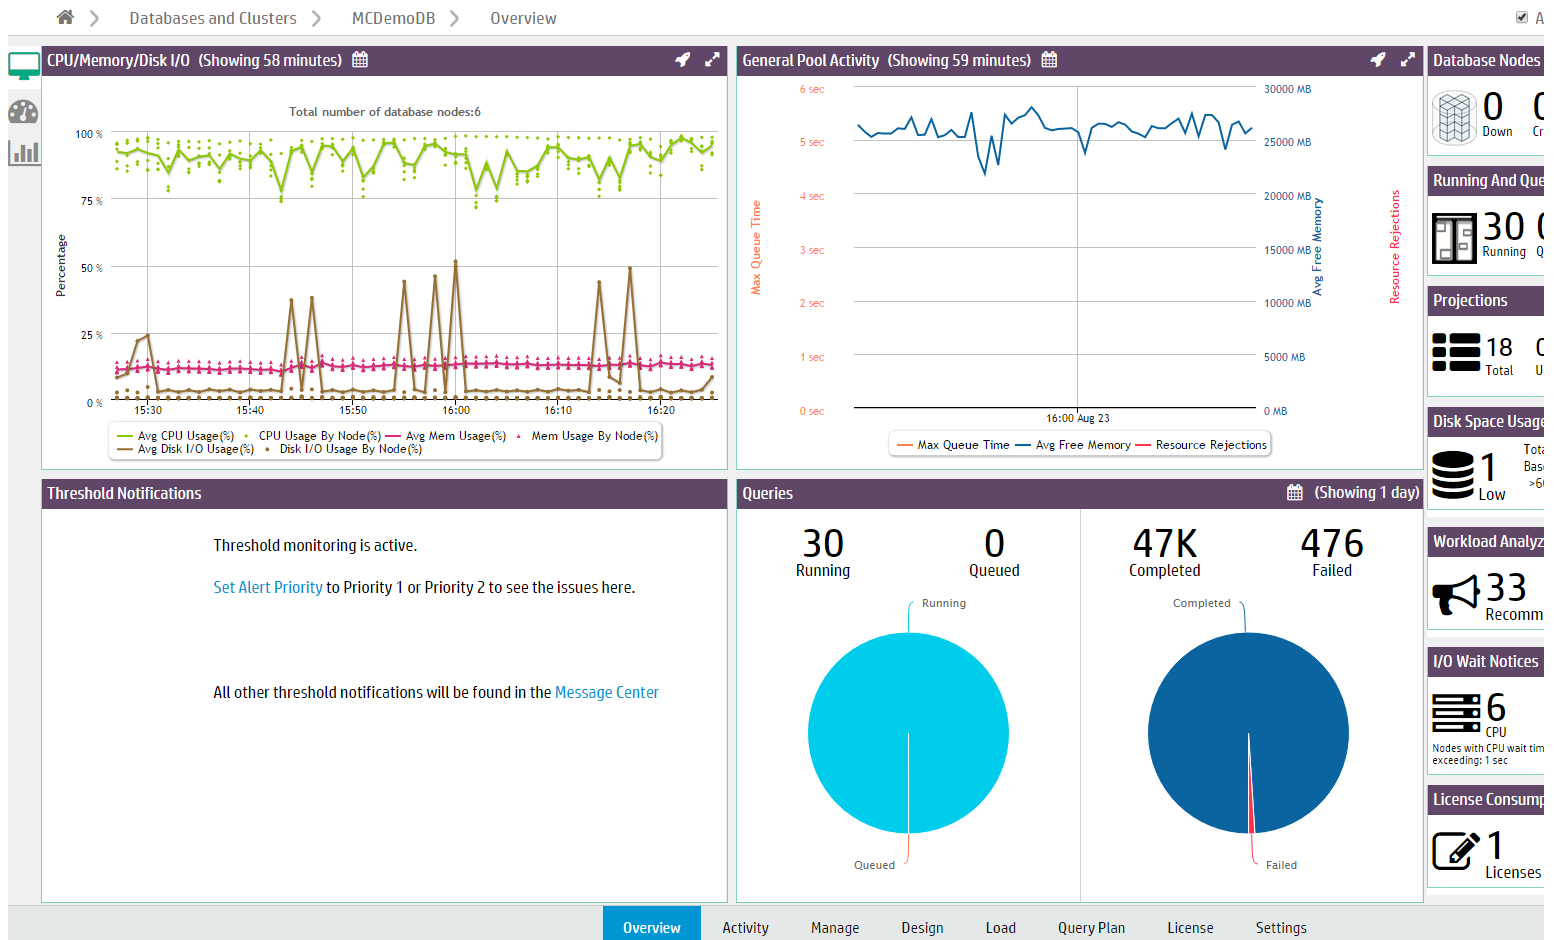 Databases and Clusters MCDemoDB Overview
CPU/Memory/Disk I/O (Showing 58 minutes)
Total number of database nodes:6
100 %
75 %
50 %
25 %
0 %
Percentage
15:30 15:40 15:50 16:00 16:10 16:20
Avg CPU Usage(%) CPU Usage By Node(%) Avg Mem Usage(%) Mem Usage By Node(%)
Avg Disk I/O Usage(%) Disk I/O Usage By Node(%)
General Pool Activity (Showing 59 minutes)
6 sec
5 sec
4 sec
3 sec
2 sec
1 sec
0 sec
Max Queue Time
30000 MB
25000 MB
20000 MB
15000 MB
10000 MB
5000 MB
0 MB
Avg Free Memory
Resource Rejections
16:00 Aug 23
Max Queue Time Avg Free Memory Resource Rejections
Threshold Notifications
Threshold monitoring is active.
Set Alert Priority to Priority 1 or Priority 2 to see the issues here.
All other threshold notifications will be found in the Message Center
Queries (Showing 1 day)
30 0 47K 476
Running Queued Completed Failed
Running
Queued
Completed
Failed
Database Nodes
0
Down
Running And Que
30
Running
Projections
18
Total
Disk Space Usage
1
Low
Workload Analyz
33
Recomm
I/O Wait Notices
6
CPU
Nodes with CPU wait tim
exceeding: 1 sec
License Consump
1
Licenses
Overview Activity Manage Design Load Query Plan License Settings